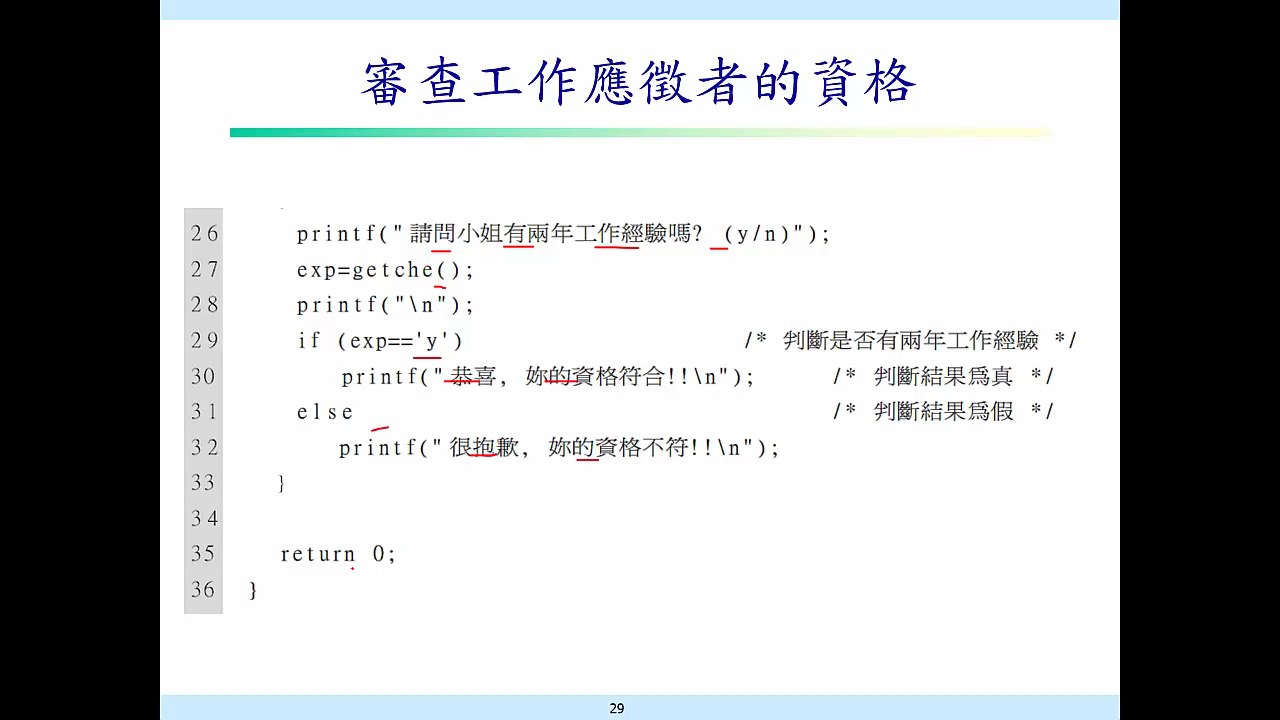 審查工作應徵者的資格
26 printf("請問小姐有兩年工作經驗嗎? (y/n)");
27 exp=getche();
28 printf("\n");
29 if (exp=='y') /* 判斷是否有兩年工作經驗 */
30 printf("恭喜, 妳的資格符合!!\n"); /* 判斷結果為真 */
31 else /* 判斷結果為假 */
32 printf("很抱歉, 妳的資格不符!!\n");
33 }
34
35 return 0;
36 }
29